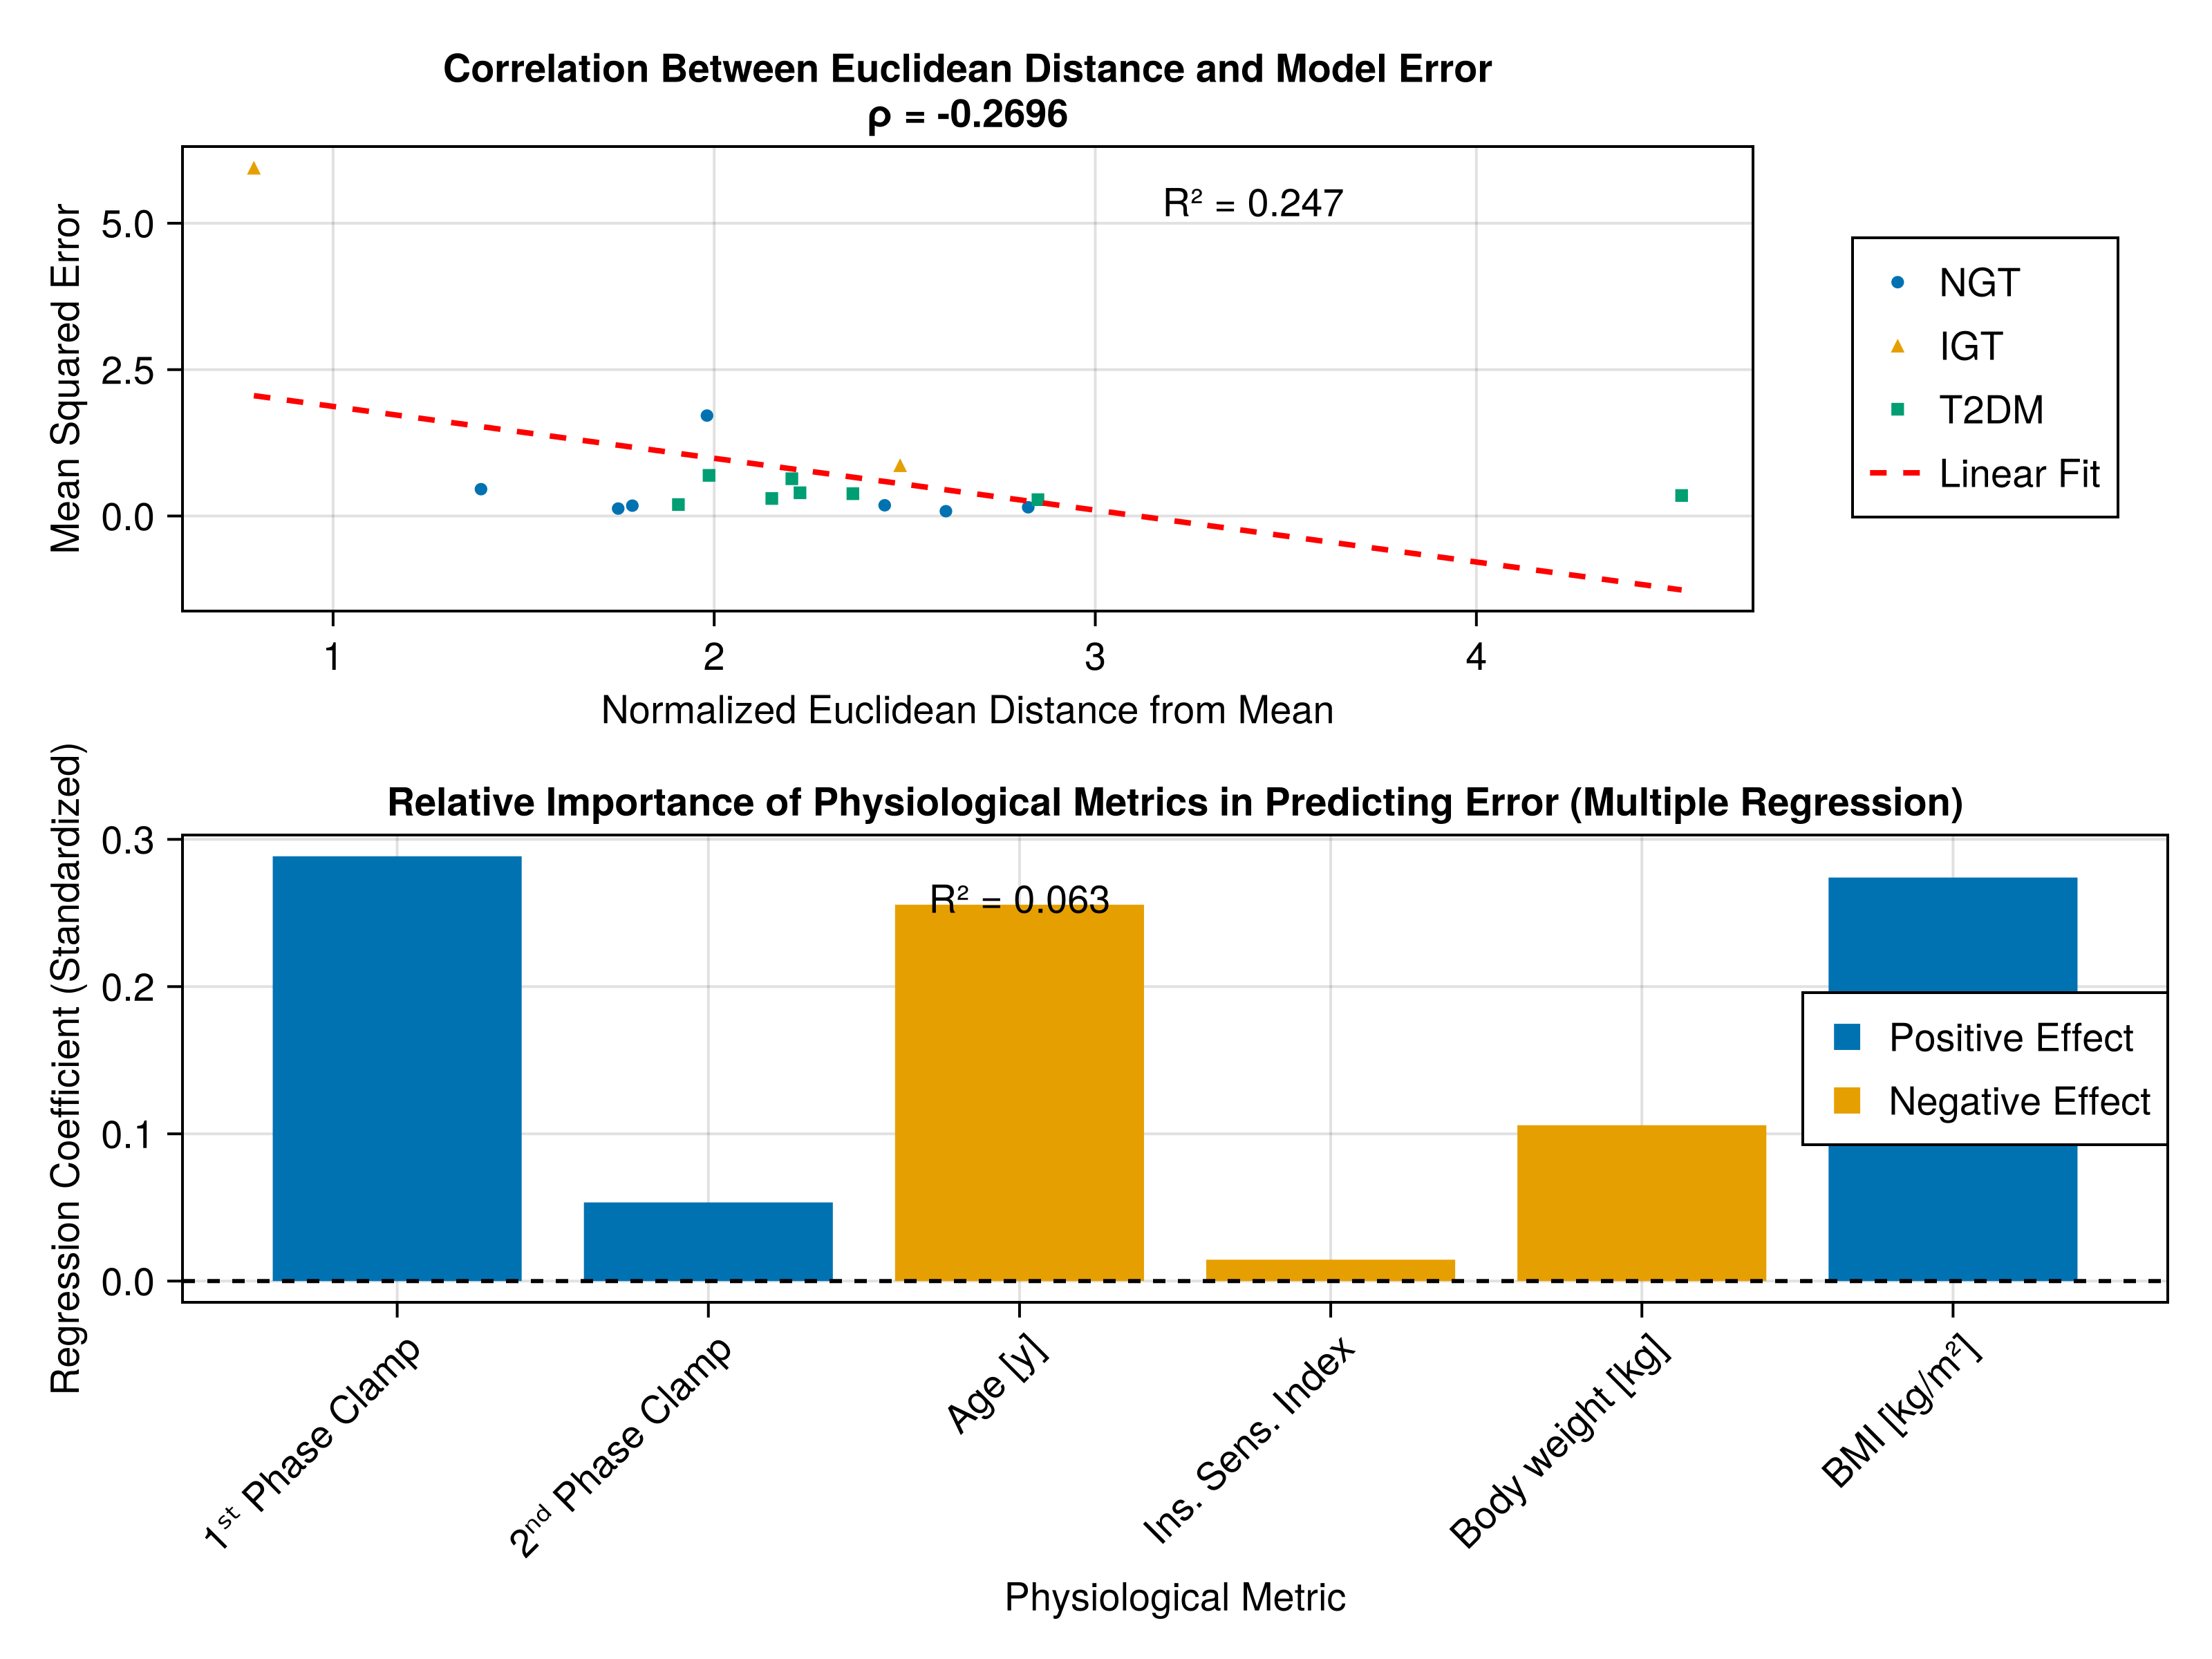 Correlation Between Euclidean Distance and Model Error
ρ = -0.2696
R² = 0.247
Mean Squared Error
5.0
2.5
0.0
1
2
3
4
Normalized Euclidean Distance from Mean
NGT
IGT
T2DM
Linear Fit
Relative Importance of Physiological Metrics in Predicting Error (Multiple Regression)
R² = 0.063
Regression Coefficient (Standardized)
0.3
0.2
0.1
0.0
Positive Effect
Negative Effect
1ˢᵗ Phase Clamp
2ⁿᵈ Phase Clamp
Age [y]
Ins. Sens. Index
Body weight [kg]
BMI [kg/m²]
Physiological Metric